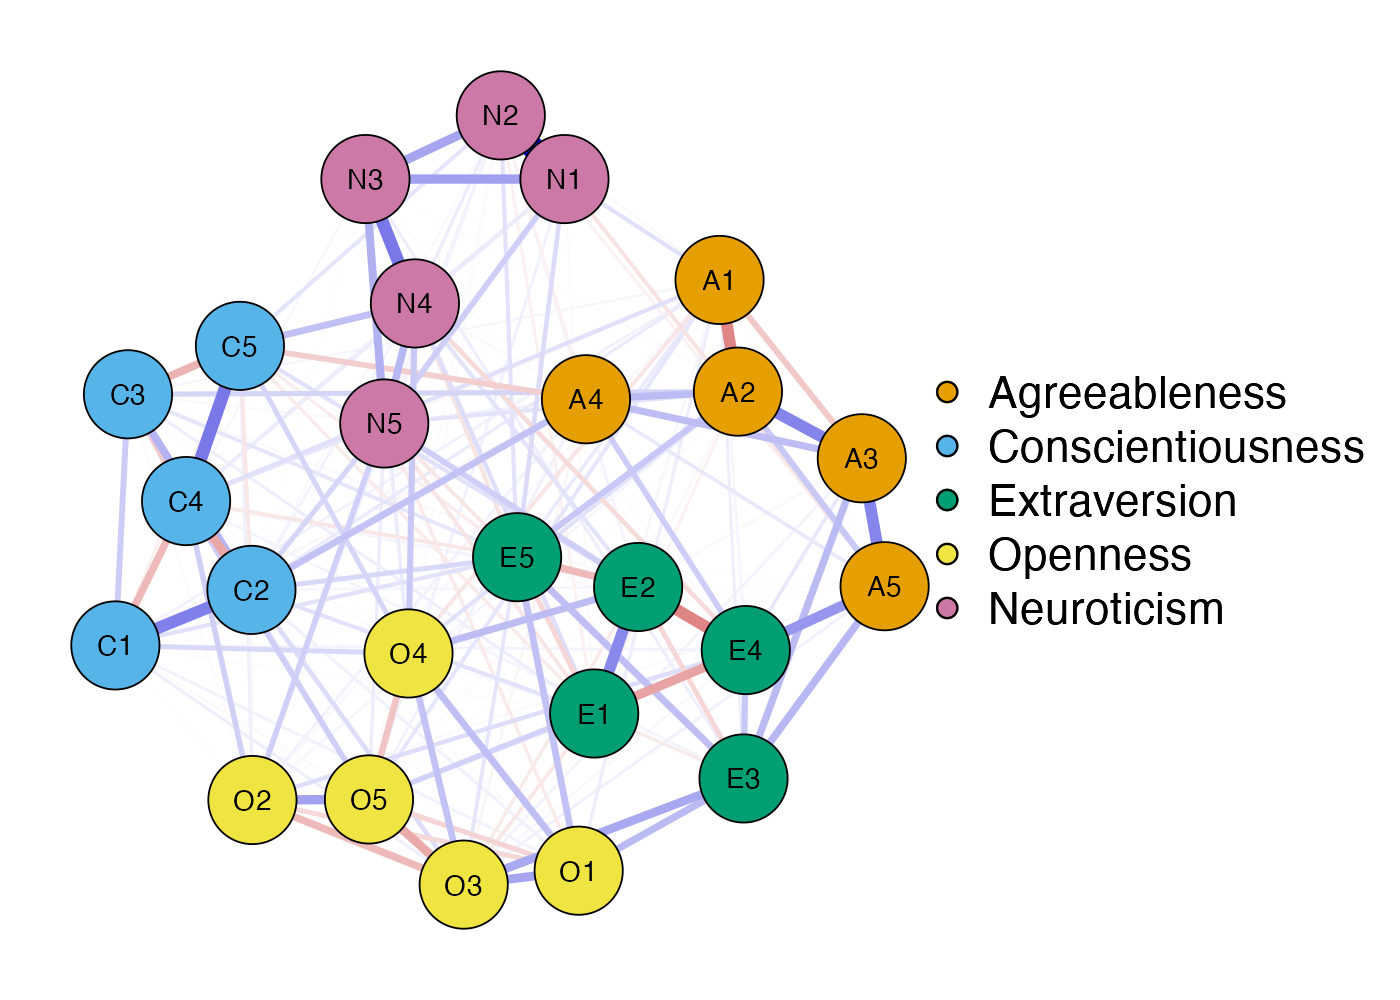 N2
N3
N1
A1
N4
C5
C3
A4
A2
N5
A3
C4
E5
E2
A5
C2
C1
O4
E4
E1
E3
O2
O5
O3
O1
Agreeableness
Conscientiousness
Extraversion
Openness
Neuroticism